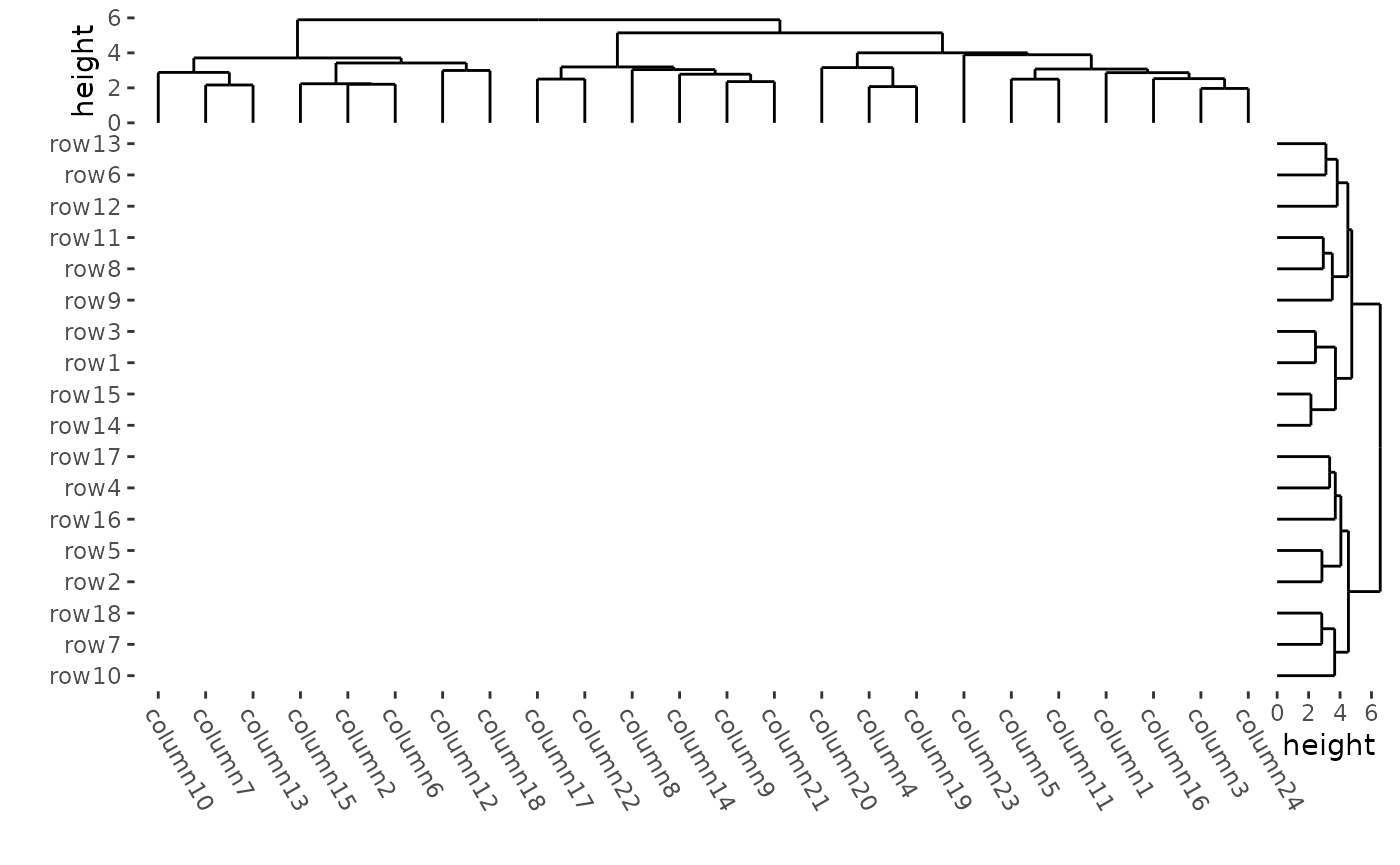 height
6
4
2
0
row13
row6
row12
row11
row8
row9
row3
row1
row15
row14
row17
row4
row16
row5
row2
row18
row7
row10
column10
column7
column13
column15
column2
column6
column12
column18
column17
column22
column8
column14
column9
column21
column20
column4
column19
column23
column5
column11
column1
column16
column3
column24
0 2 4 6
height